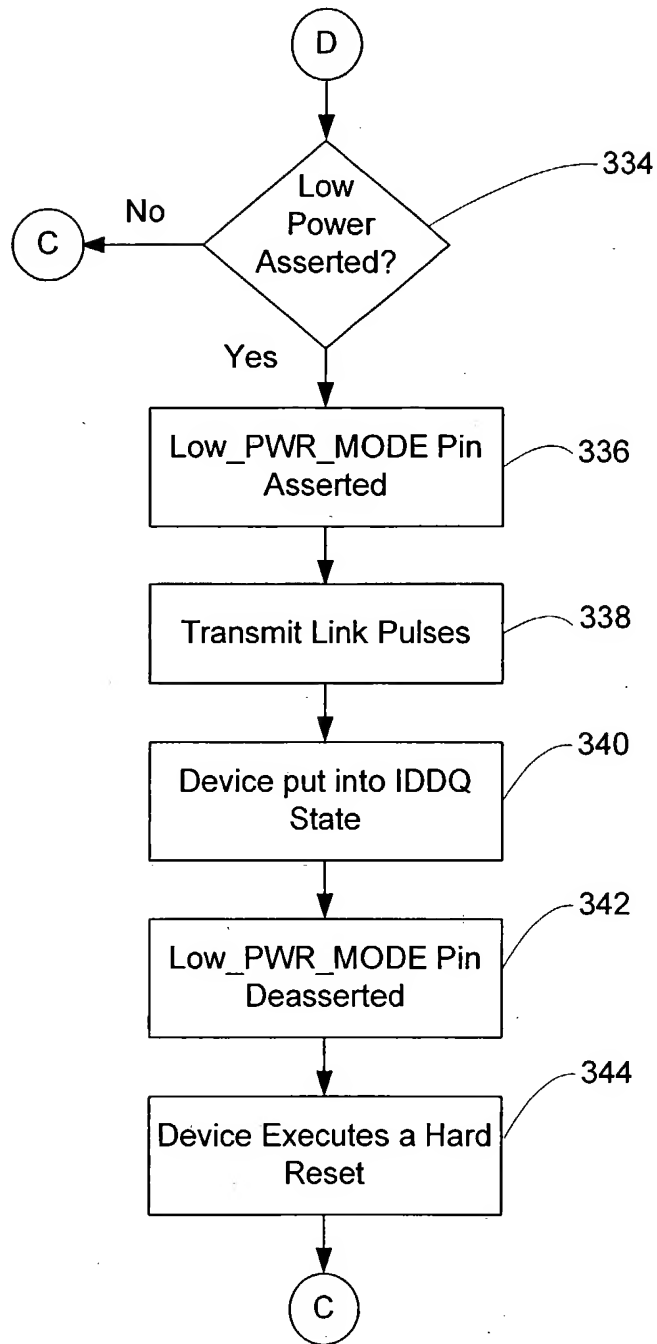 D
Low
Power
Asserted?
334
No
C
Yes
Low_PWR_MODE Pin
Asserted
336
Transmit Link Pulses
338
Device put into IDDQ
State
340
Low_PWR_MODE Pin
Deasserted
342
Device Executes a Hard
Reset
344
C